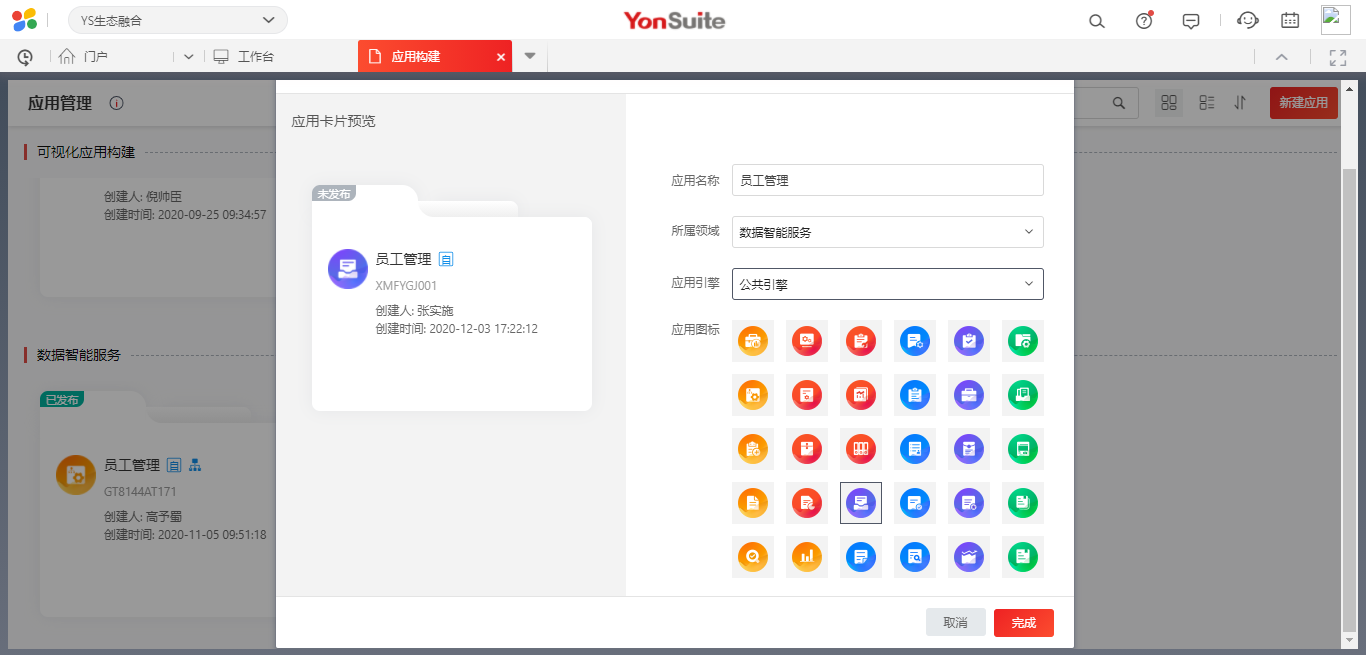 YS生态融合
YonSuite
门户
工作台
应用构建
应用管理
新建应用
可视化应用构建
创建人: 倪帅臣
创建时间: 2020-09-25 09:34:57
数据智能服务
已发布
员工管理
GT8144AT171
创建人: 高予蜀
创建时间: 2020-11-05 09:51:18
应用卡片预览
未发布
员工管理
XMFYGJ001
创建人: 张实施
创建时间: 2020-12-03 17:22:12
应用名称
员工管理
所属领域
数据智能服务
应用引擎
公共引擎
应用图标
取消
完成